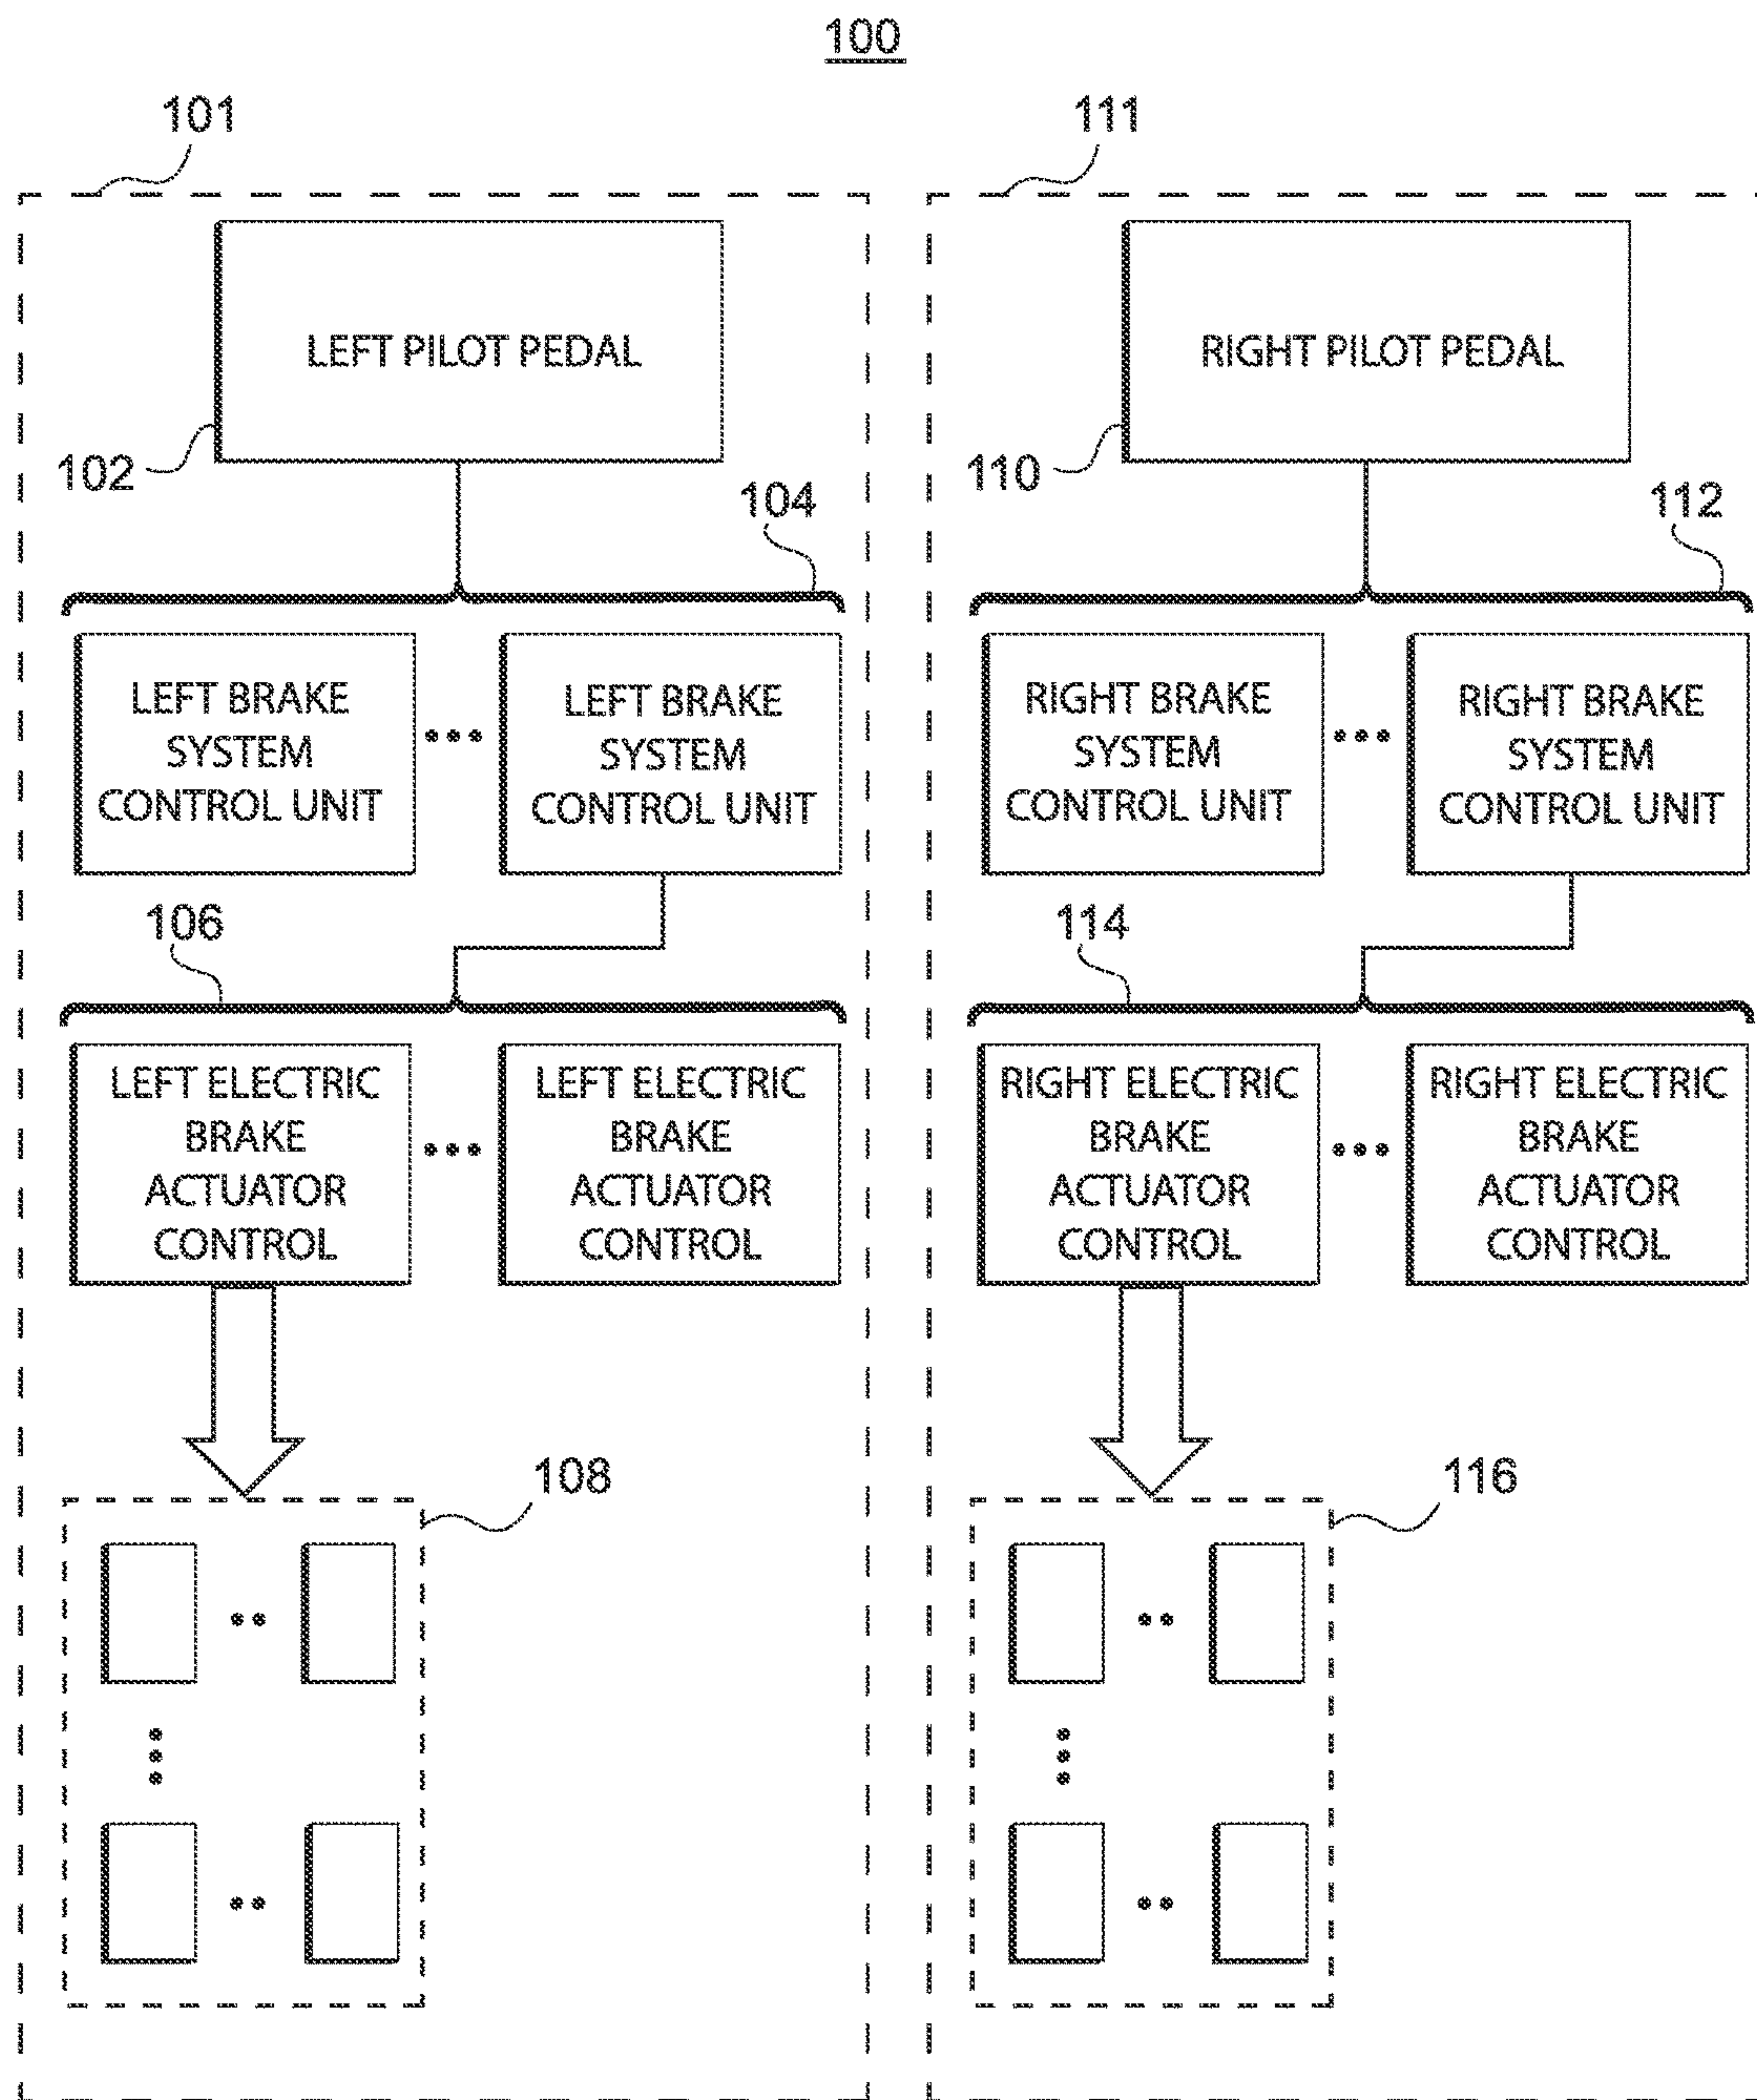 100
101
LEFT PILOT PEDAL
102
104
LEFT BRAKE
SYSTEM
CONTROL UNIT
LEFT BRAKE
SYSTEM
CONTROL UNIT
106
LEFT ELECTRIC
BRAKE
ACTUATOR
CONTROL
LEFT ELECTRIC
BRAKE
ACTUATOR
CONTROL
108
111
RIGHT PILOT PEDAL
110
112
RIGHT BRAKE
SYSTEM
CONTROL UNIT
RIGHT BRAKE
SYSTEM
CONTROL UNIT
114
RIGHT ELECTRIC
BRAKE
ACTUATOR
CONTROL
RIGHT ELECTRIC
BRAKE
ACTUATOR
CONTROL
116